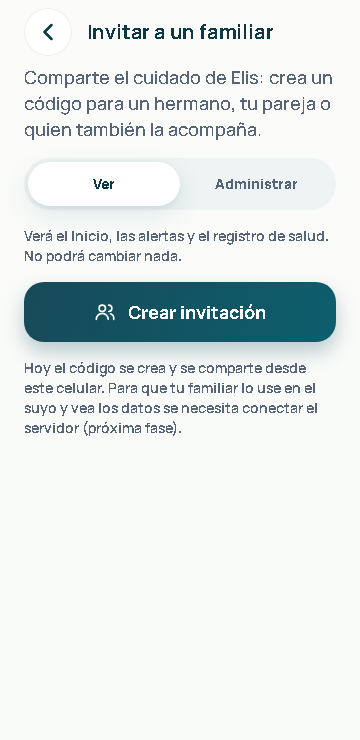 Invitar a un familiar
Comparte el cuidado de Elis: crea un
código para un hermano, tu pareja o
quien también la acompaña.
Ver
Administrar
Verá el Inicio, las alertas y el registro de salud.
No podrá cambiar nada.
Crear invitación
Hoy el código se crea y se comparte desde
este celular. Para que tu familiar lo use en el
suyo y vea los datos se necesita conectar el
servidor (próxima fase).